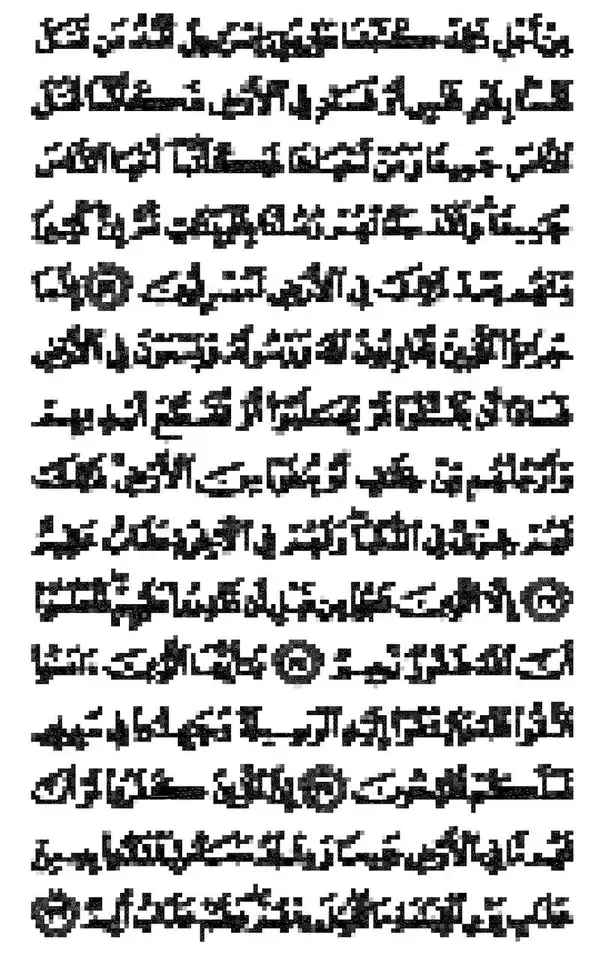 من أجل ذلك كتبنا على بني إسرائيل أنه من قتل
نفسا بغير نفس أو فساد في الأرض فكأنما قتل
الناس جميعا ومن أحياها فكأنما أحيا الناس
جميعا ولقد جاءتهم رسلنا بالبينات ثم إن كثيرا
منهم بعد ذلك في الأرض لمسرفون إنما
جزاء الذين يحاربون الله ورسوله ويسعون في الأرض
فسادا أن يقتلوا أو يصلبوا أو تقطع أيديهم
وأرجلهم من خلاف أو ينفوا من الأرض ذلك
لهم خزي في الدنيا ولهم في الآخرة عذاب عظيم
إلا الذين تابوا من قبل أن تقدروا عليهم فاعلموا
أن الله غفور رحيم يا أيها الذين آمنوا
اتقوا الله وابتغوا إليه الوسيلة وجاهدوا في سبيله
لعلكم تفلحون إن الذين كفروا لو أن
لهم ما في الأرض جميعا ومثله معه ليفتدوا به من
عذاب يوم القيامة ما تقبل منهم ولهم عذاب أليم